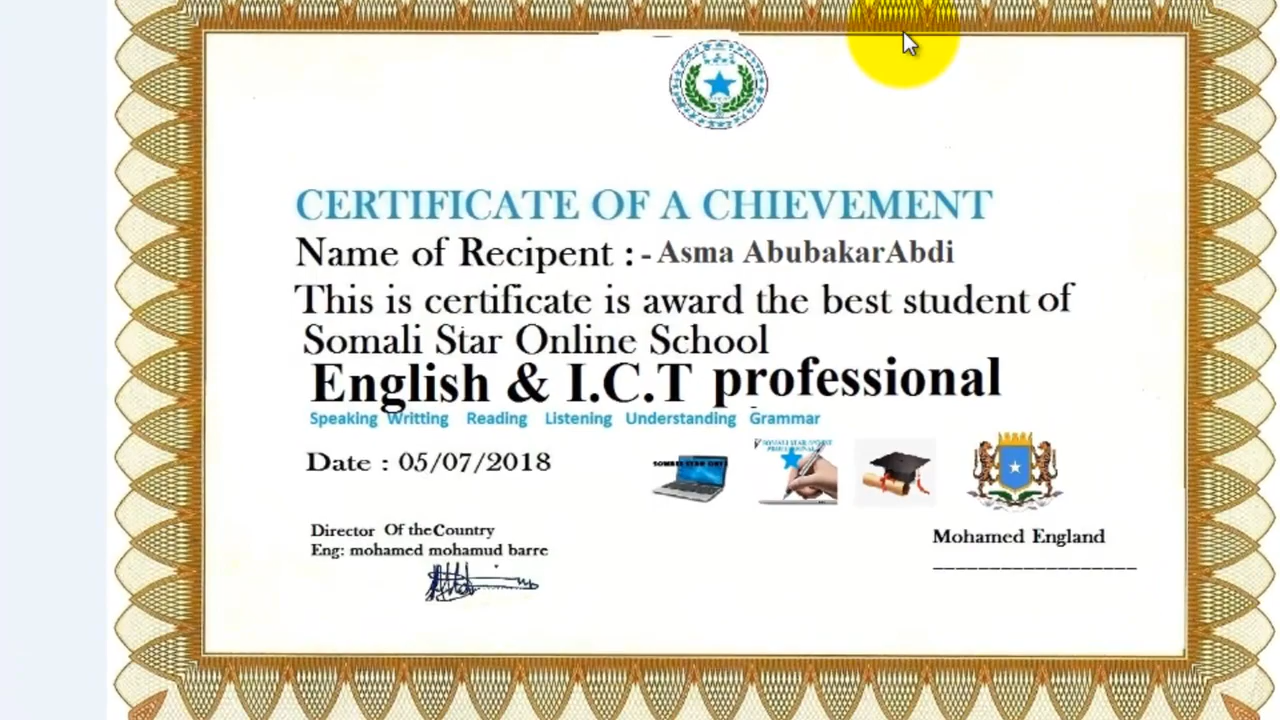 CERTIFICATE OF A CHIEVEMENT
Name of Recipent : - Asma AbubakarAbdi
This is certificate is award the best student of
Somali Star Online School
English & I.C.T professional
Speaking Writting Reading Listening Understanding Grammar
Date : 05/07/2018
Director Of theCountry
Eng: mohamed mohamud barre
Mohamed England